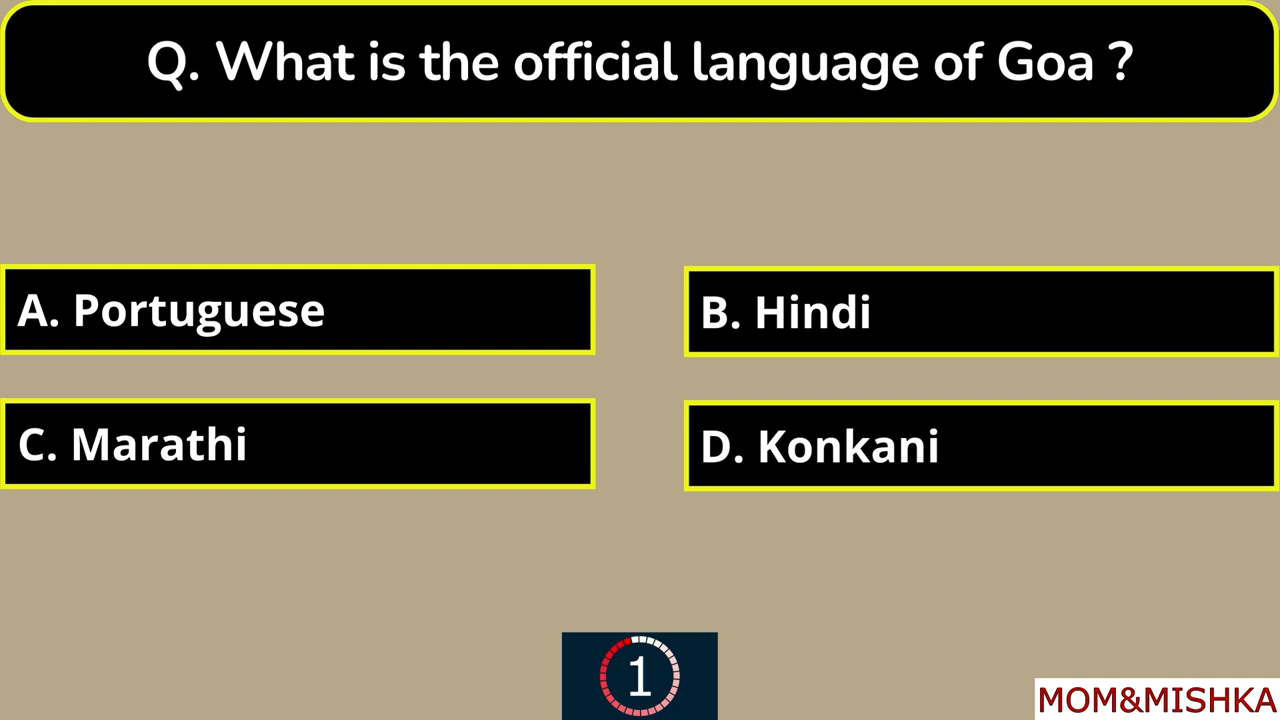 Q. What is the official language of Goa ?
A. Portuguese
B. Hindi
C. Marathi
D. Konkani
1
MOM&MISHKA